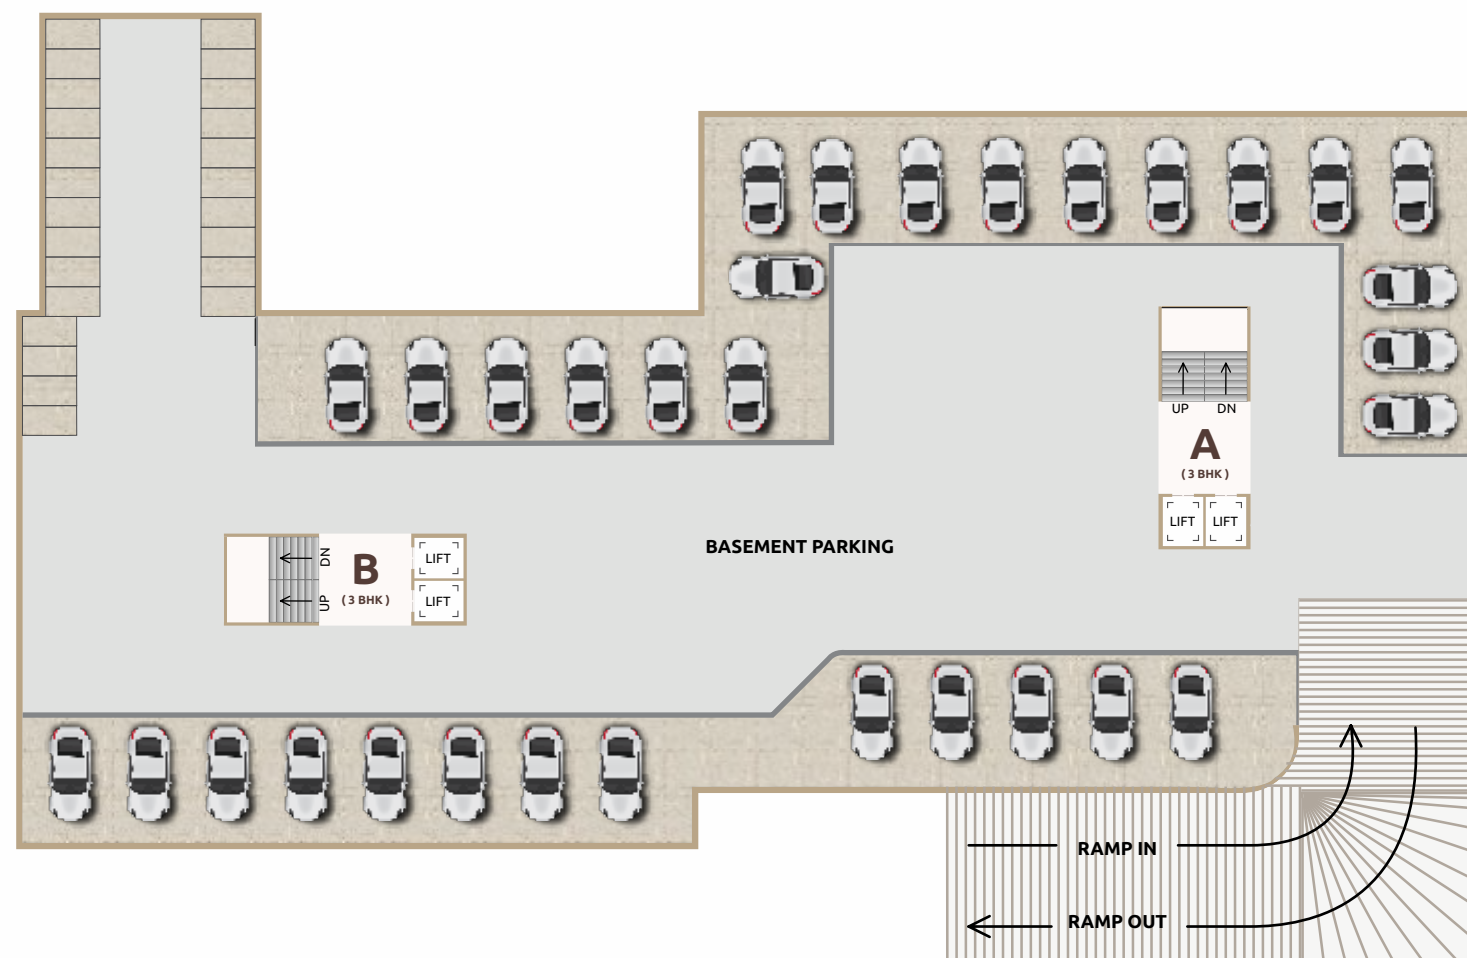 UP DN
A
( 3 BHK )
LIFT LIFT
BASEMENT PARKING
DN
UP
B
( 3 BHK )
LIFT
LIFT
RAMP IN
RAMP OUT